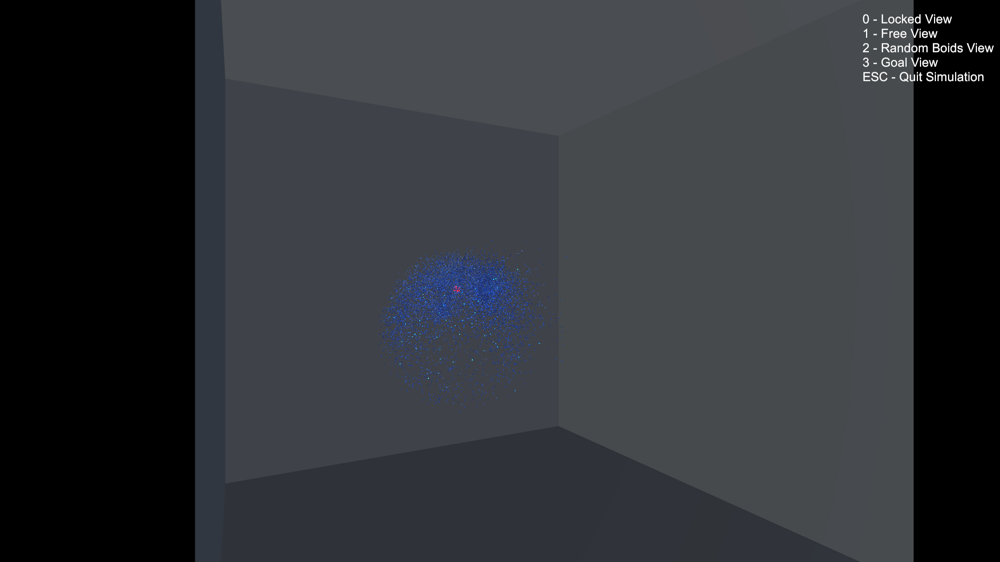 0 - Locked View
1 - Free View
2 - Random Boids View
3 - Goal View
ESC - Quit Simulation